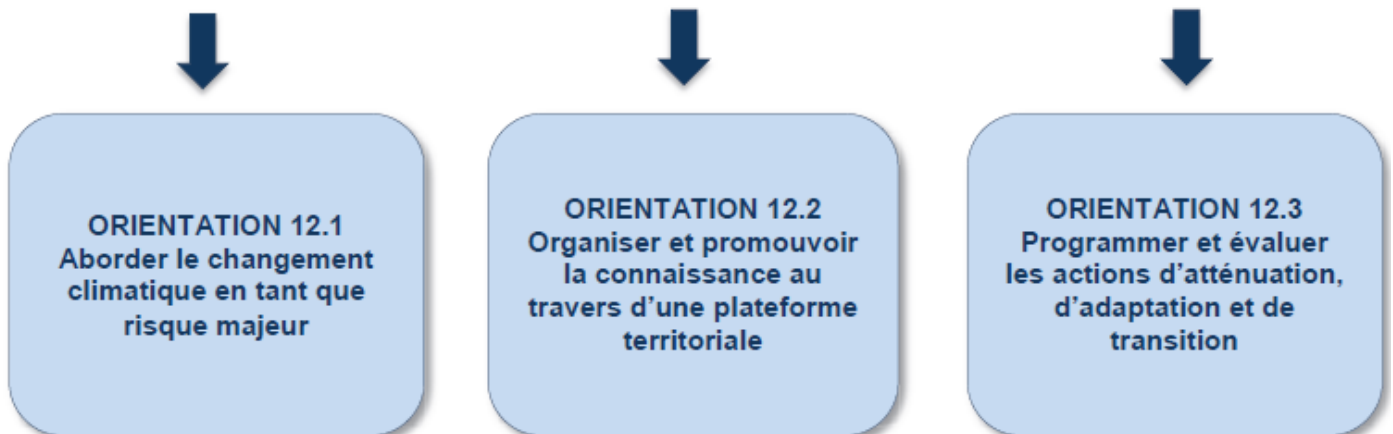 ORIENTATION 12.1
Aborder le changement
climatique en tant que
risque majeur
ORIENTATION 12.2
Organiser et promouvoir
la connaissance au
travers d’une plateforme
territoriale
ORIENTATION 12.3
Programmer et évaluer
les actions d’atténuation,
d’adaptation et de
transition